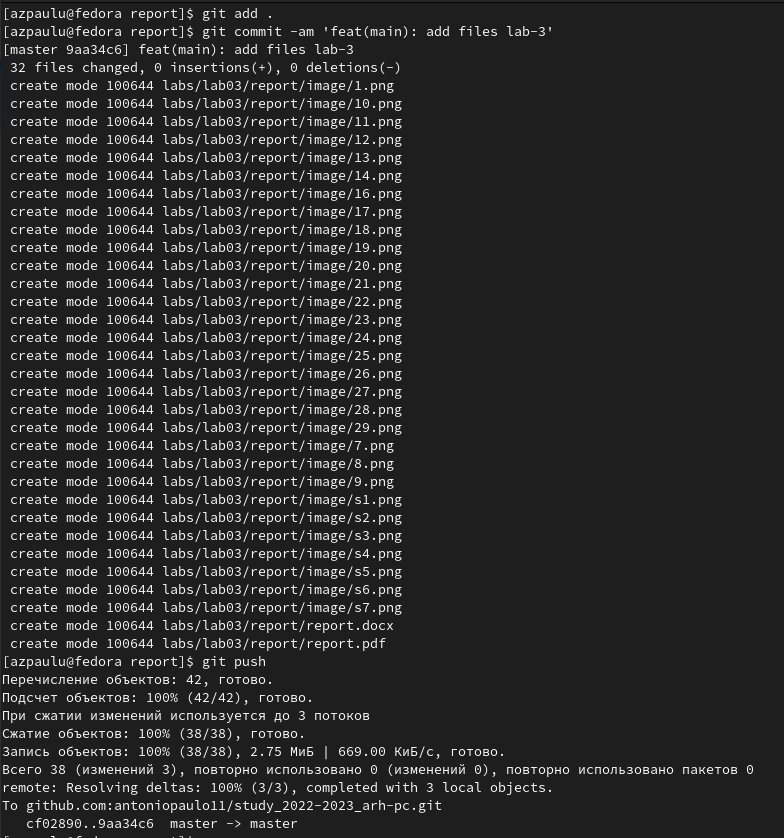 [azpaulu@fedora report]$ git add .
[azpaulu@fedora report]$ git commit -am 'feat(main): add files lab-3'
[master 9aa34c6] feat(main): add files lab-3
 32 files changed, 0 insertions(+), 0 deletions(-)
 create mode 100644 labs/lab03/report/image/1.png
 create mode 100644 labs/lab03/report/image/10.png
 create mode 100644 labs/lab03/report/image/11.png
 create mode 100644 labs/lab03/report/image/12.png
 create mode 100644 labs/lab03/report/image/13.png
 create mode 100644 labs/lab03/report/image/14.png
 create mode 100644 labs/lab03/report/image/16.png
 create mode 100644 labs/lab03/report/image/17.png
 create mode 100644 labs/lab03/report/image/18.png
 create mode 100644 labs/lab03/report/image/19.png
 create mode 100644 labs/lab03/report/image/20.png
 create mode 100644 labs/lab03/report/image/21.png
 create mode 100644 labs/lab03/report/image/22.png
 create mode 100644 labs/lab03/report/image/23.png
 create mode 100644 labs/lab03/report/image/24.png
 create mode 100644 labs/lab03/report/image/25.png
 create mode 100644 labs/lab03/report/image/26.png
 create mode 100644 labs/lab03/report/image/27.png
 create mode 100644 labs/lab03/report/image/28.png
 create mode 100644 labs/lab03/report/image/29.png
 create mode 100644 labs/lab03/report/image/7.png
 create mode 100644 labs/lab03/report/image/8.png
 create mode 100644 labs/lab03/report/image/9.png
 create mode 100644 labs/lab03/report/image/s1.png
 create mode 100644 labs/lab03/report/image/s2.png
 create mode 100644 labs/lab03/report/image/s3.png
 create mode 100644 labs/lab03/report/image/s4.png
 create mode 100644 labs/lab03/report/image/s5.png
 create mode 100644 labs/lab03/report/image/s6.png
 create mode 100644 labs/lab03/report/image/s7.png
 create mode 100644 labs/lab03/report/report.docx
 create mode 100644 labs/lab03/report/report.pdf
[azpaulu@fedora report]$ git push
Перечисление объектов: 42, готово.
Подсчет объектов: 100% (42/42), готово.
При сжатии изменений используется до 3 потоков
Сжатие объектов: 100% (38/38), готово.
Запись объектов: 100% (38/38), 2.75 МиБ | 669.00 КиБ/с, готово.
Всего 38 (изменений 3), повторно использовано 0 (изменений 0), повторно использовано пакетов 0
remote: Resolving deltas: 100% (3/3), completed with 3 local objects.
To github.com:antoniopaulo11/study_2022-2023_arh-pc.git
   cf02890..9aa34c6  master -> master